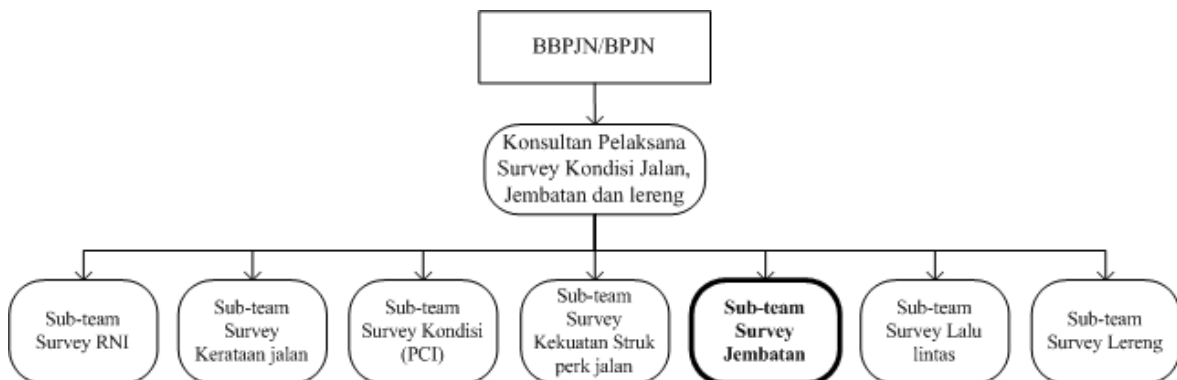 BBPJN/BPJN
Konsultan Pelaksana
Survey Kondisi Jalan,
Jembatan dan lereng
Sub-team
Survey RNI
Sub-team
Survey
Kerataan jalan
Sub-team
Survey Kondisi
(PCI)
Sub-team
Survey
Kekuatan Struk
perk jalan
Sub-team
Survey
Jembatan
Sub-team
Survey Lalu
lintas
Sub-team
Survey Lereng